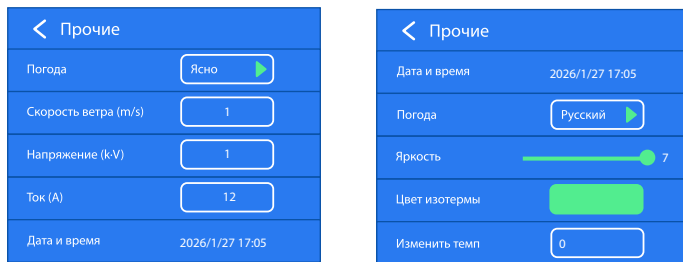 Прочие
Погода Ясно
Скорость ветра (m/s) 1
Напряжение (k·V) 1
Ток (A) 12
Дата и время 2026/1/27 17:05
Прочие
Дата и время 2026/1/27 17:05
Погода Русский
Яркость 7
Цвет изотермы
Изменить темп 0